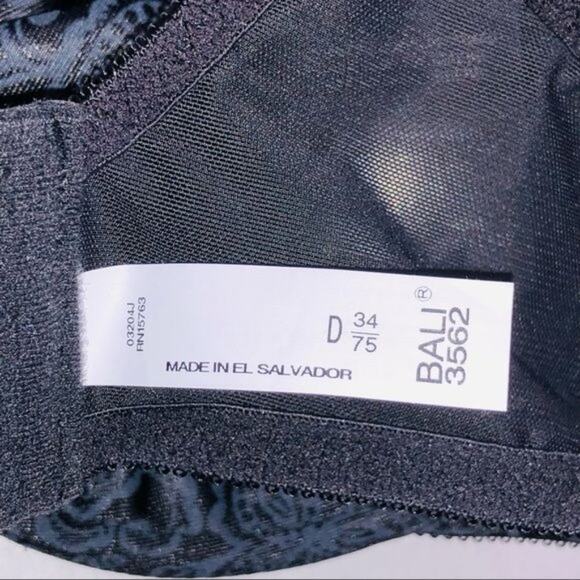 03204J
RN15763
D 34/75
MADE IN EL SALVADOR
BALI®
3562